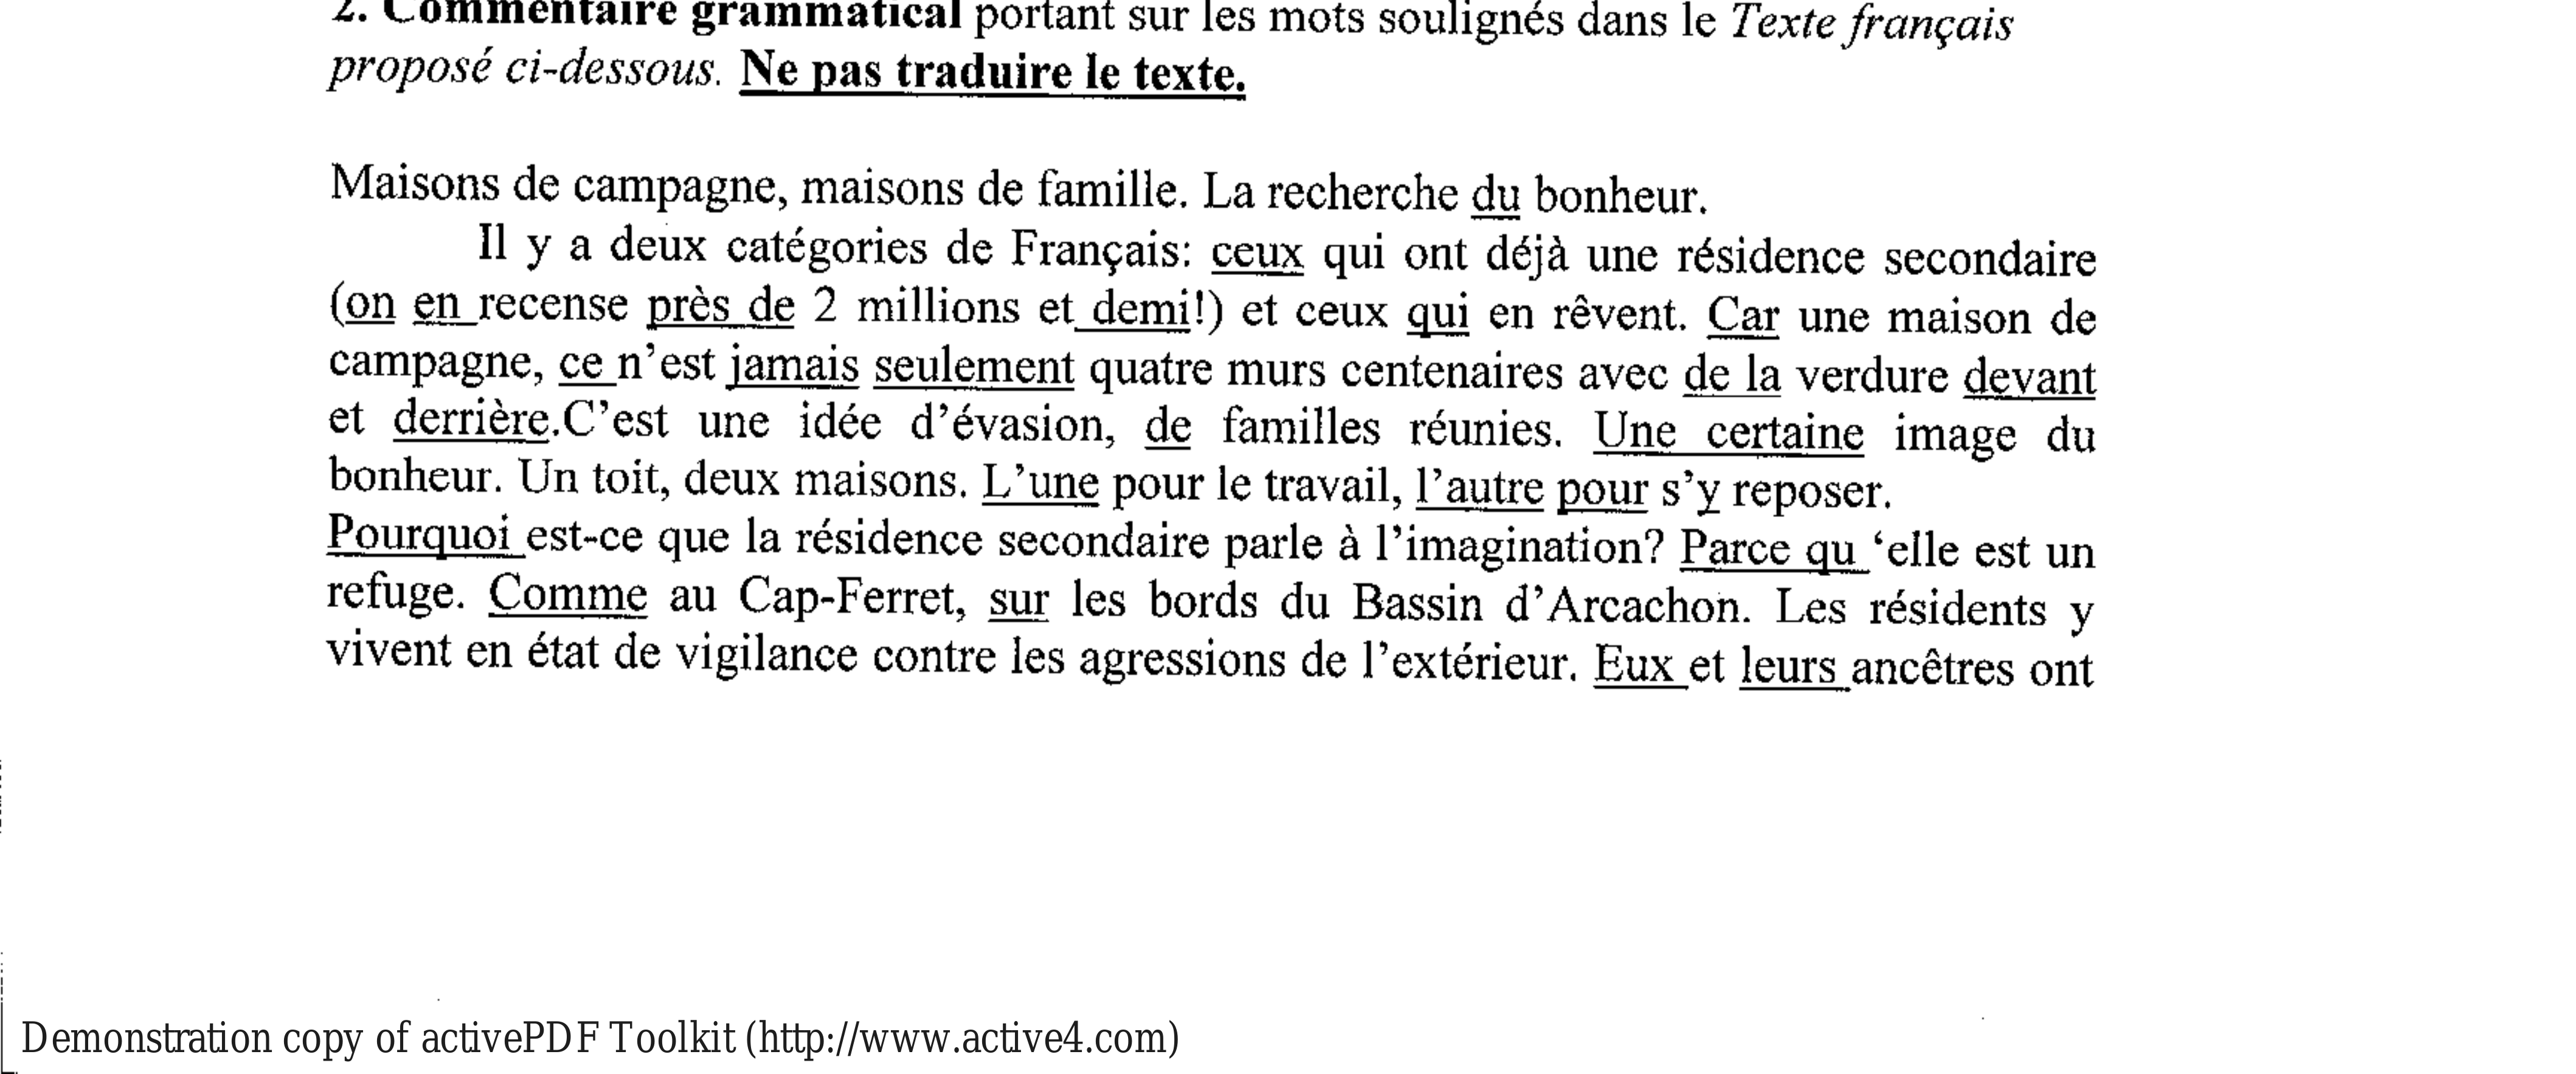 2. Commentaire grammatical portant sur les mots soulignés dans le Texte français
proposé ci-dessous. Ne pas traduire le texte.
Maisons de campagne, maisons de famille. La recherche du bonheur.
Il y a deux catégories de Français: ceux qui ont déjà une résidence secondaire
(on en recense près de 2 millions et demi!) et ceux qui en rêvent. Car une maison de
campagne, ce n'est jamais seulement quatre murs centenaires avec de la verdure devant
et derrière.C'est une idée d'évasion, de familles réunies. Une certaine image du
bonheur. Un toit, deux maisons. L'une pour le travail, l'autre pour s'y reposer.
Pourquoi est-ce que la résidence secondaire parle à l'imagination? Parce qu 'elle est un
refuge. Comme au Cap-Ferret, sur les bords du Bassin d'Arcachon. Les résidents y
vivent en état de vigilance contre les agressions de l'extérieur. Eux et leurs ancêtres ont
Demonstration copy of activePDF Toolkit (http://www.active4.com)